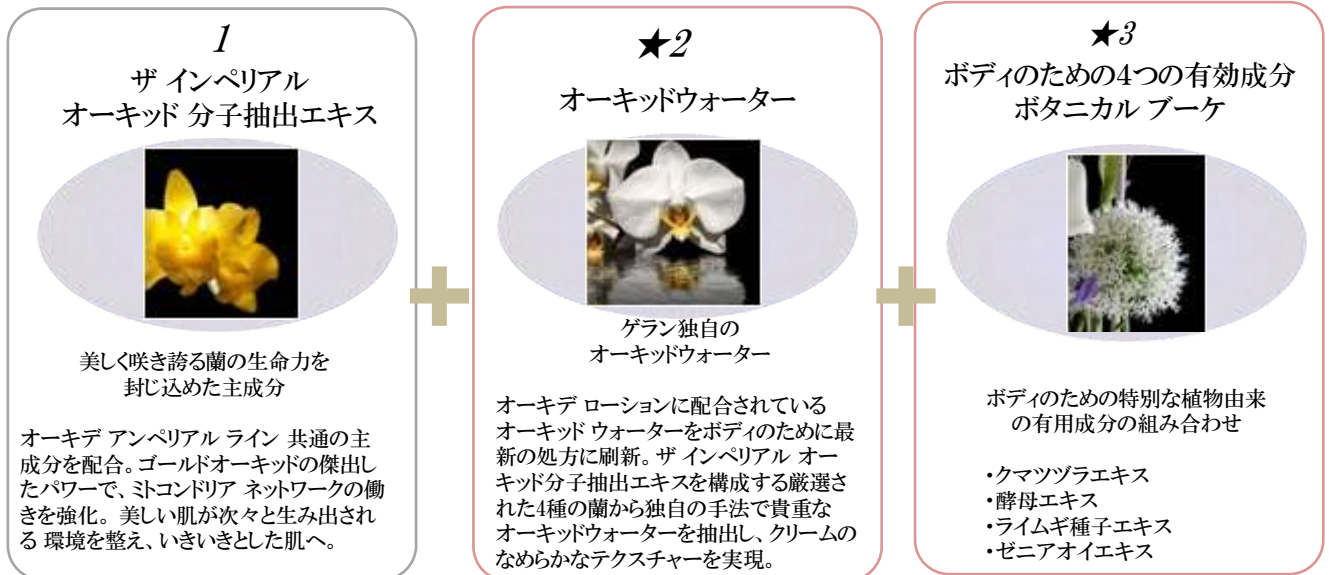 1
ザ インペリアル
オーキッド 分子抽出エキス
美しく咲き誇る蘭の生命力を
封じ込めた主成分
オーキデ アンペリアル ライン 共通の主
成分を配合。ゴールドオーキッドの傑出し
たパワーで、ミトコンドリア ネットワークの働
きを強化。美しい肌が次々と生み出され
る 環境を整え、いきいきとした肌へ。
★2
オーキッドウォーター
ゲラン独自の
オーキッドウォーター
オーキデ ローションに配合されている
オーキッド ウォーターをボディのために最
新の処方に刷新。ザ インペリアル オー
キッド分子抽出エキスを構成する厳選さ
れた4種の蘭から独自の手法で貴重な
オーキッドウォーターを抽出し、クリームの
なめらかなテクスチャーを実現。
★3
ボディのための4つの有効成分
ボタニカル ブーケ
ボディのための特別な植物由来
の有用成分の組み合わせ
・クマツヅラエキス
・酵母エキス
・ライムギ種子エキス
・ゼニアオイエキス